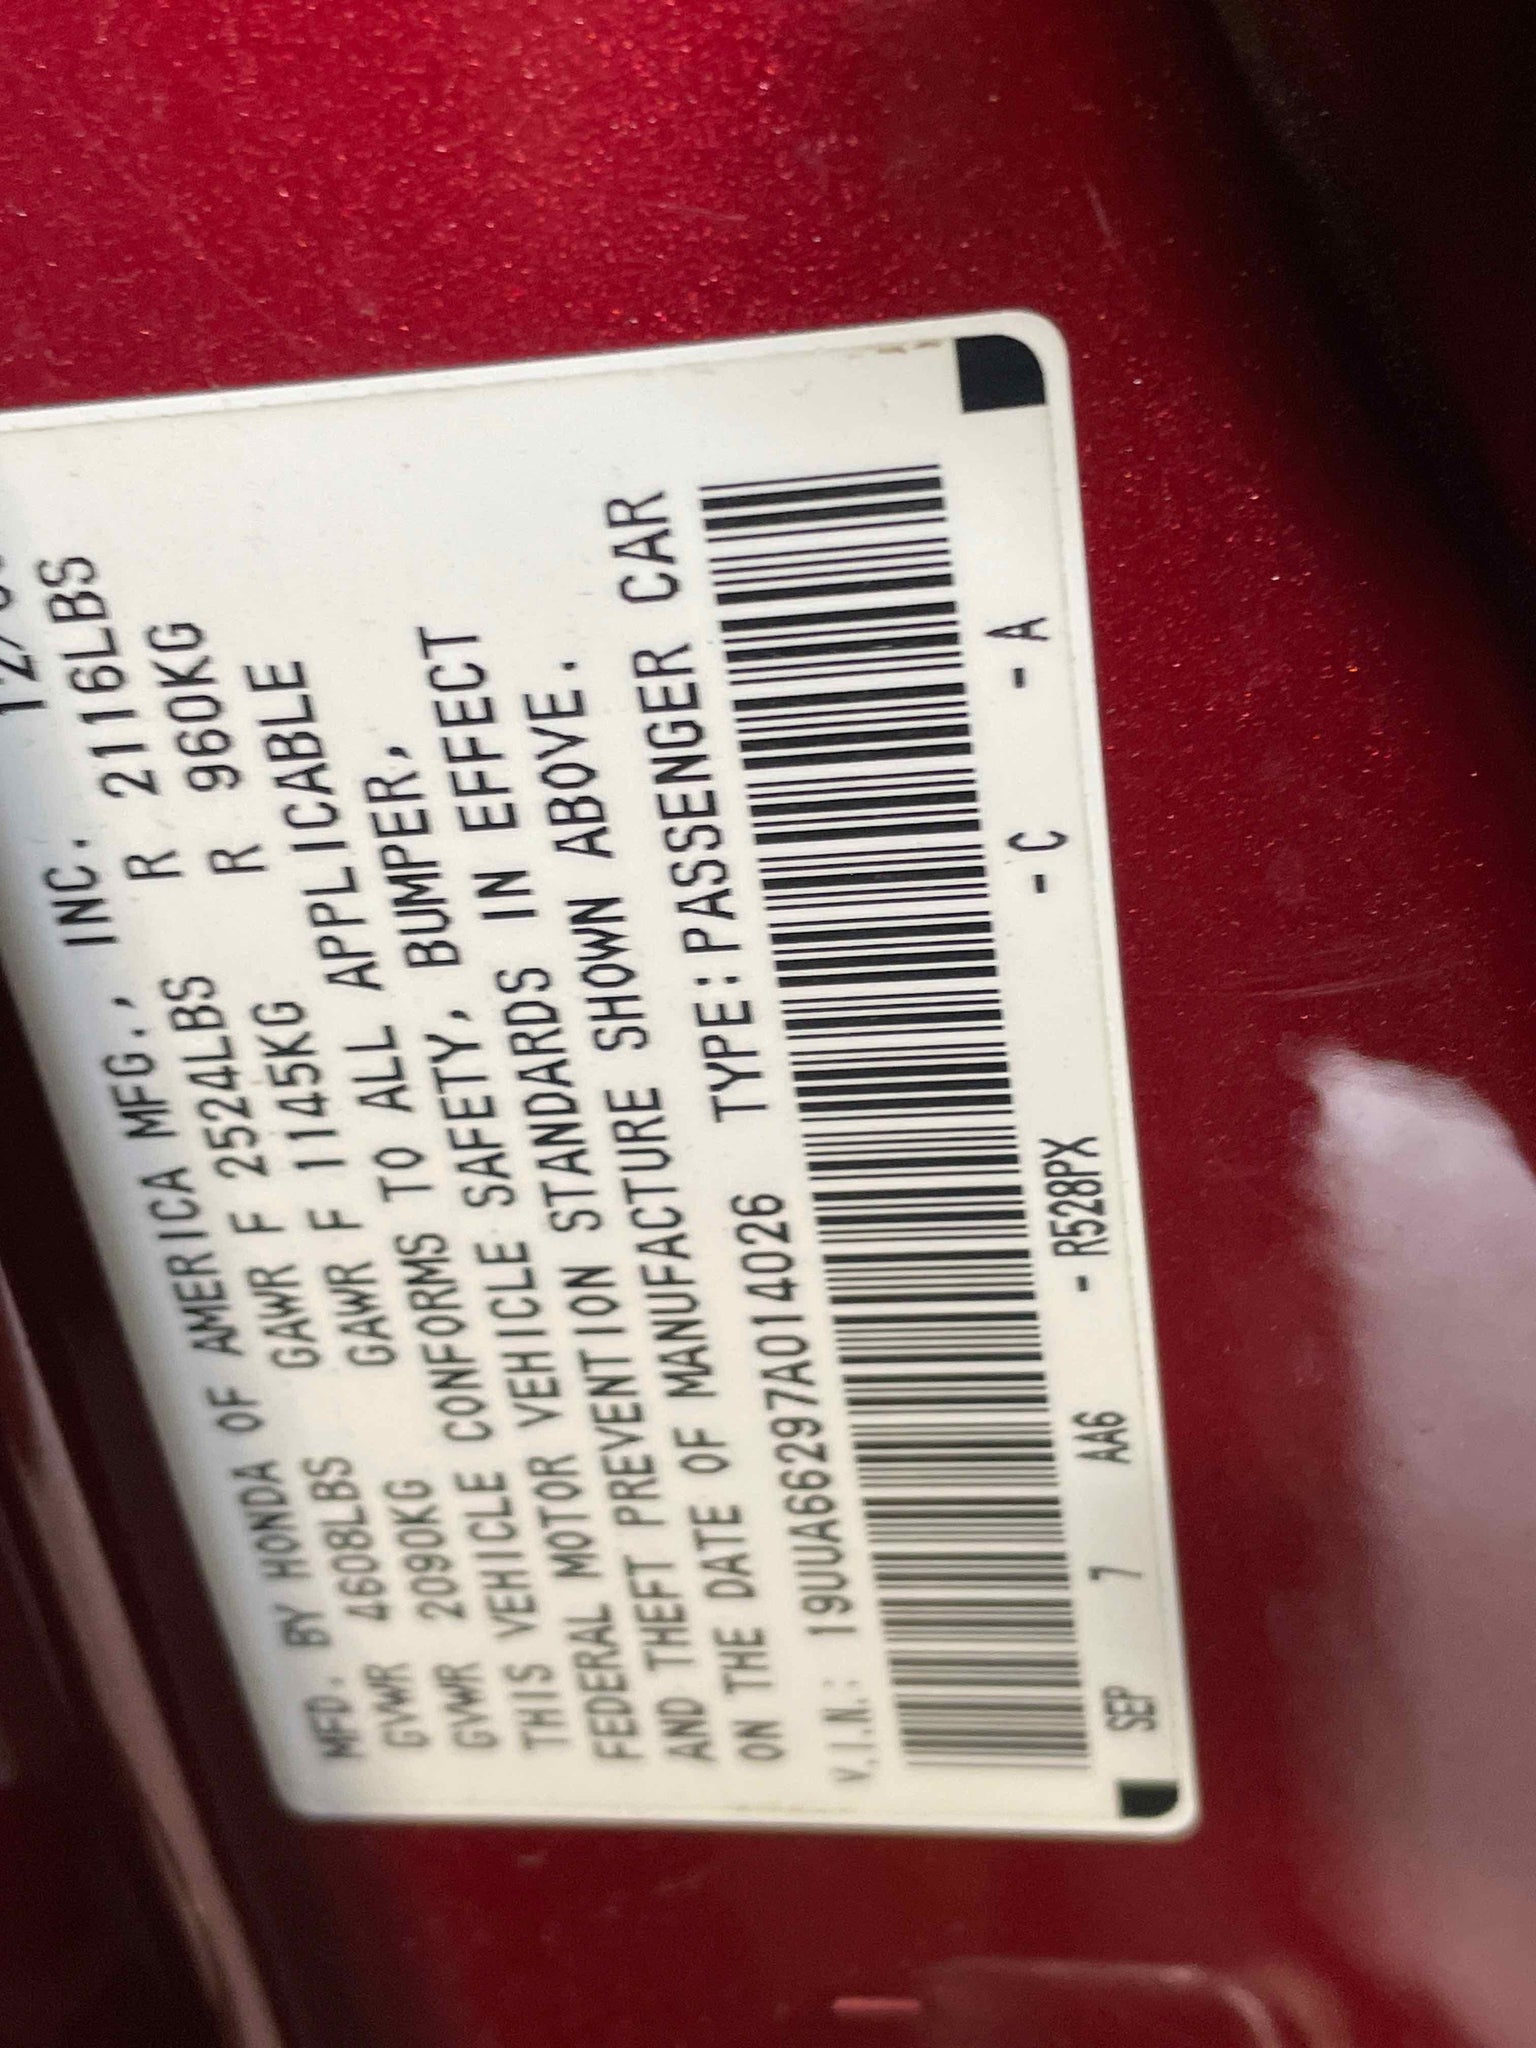 MFD. BY HONDA OF AMERICA MFG., INC.
GVWR 4608LBS GAWR F 2524LBS R 2116LBS
GVWR 2090KG GAWR F 1145KG R 960KG
THIS VEHICLE CONFORMS TO ALL APPLICABLE
FEDERAL MOTOR VEHICLE SAFETY, BUMPER,
AND THEFT PREVENTION STANDARDS IN EFFECT
ON THE DATE OF MANUFACTURE SHOWN ABOVE.
V.I.N.: 19UUA66297A014026 TYPE:PASSENGER CAR
SEP 7 AA6 - R528PX - C - A